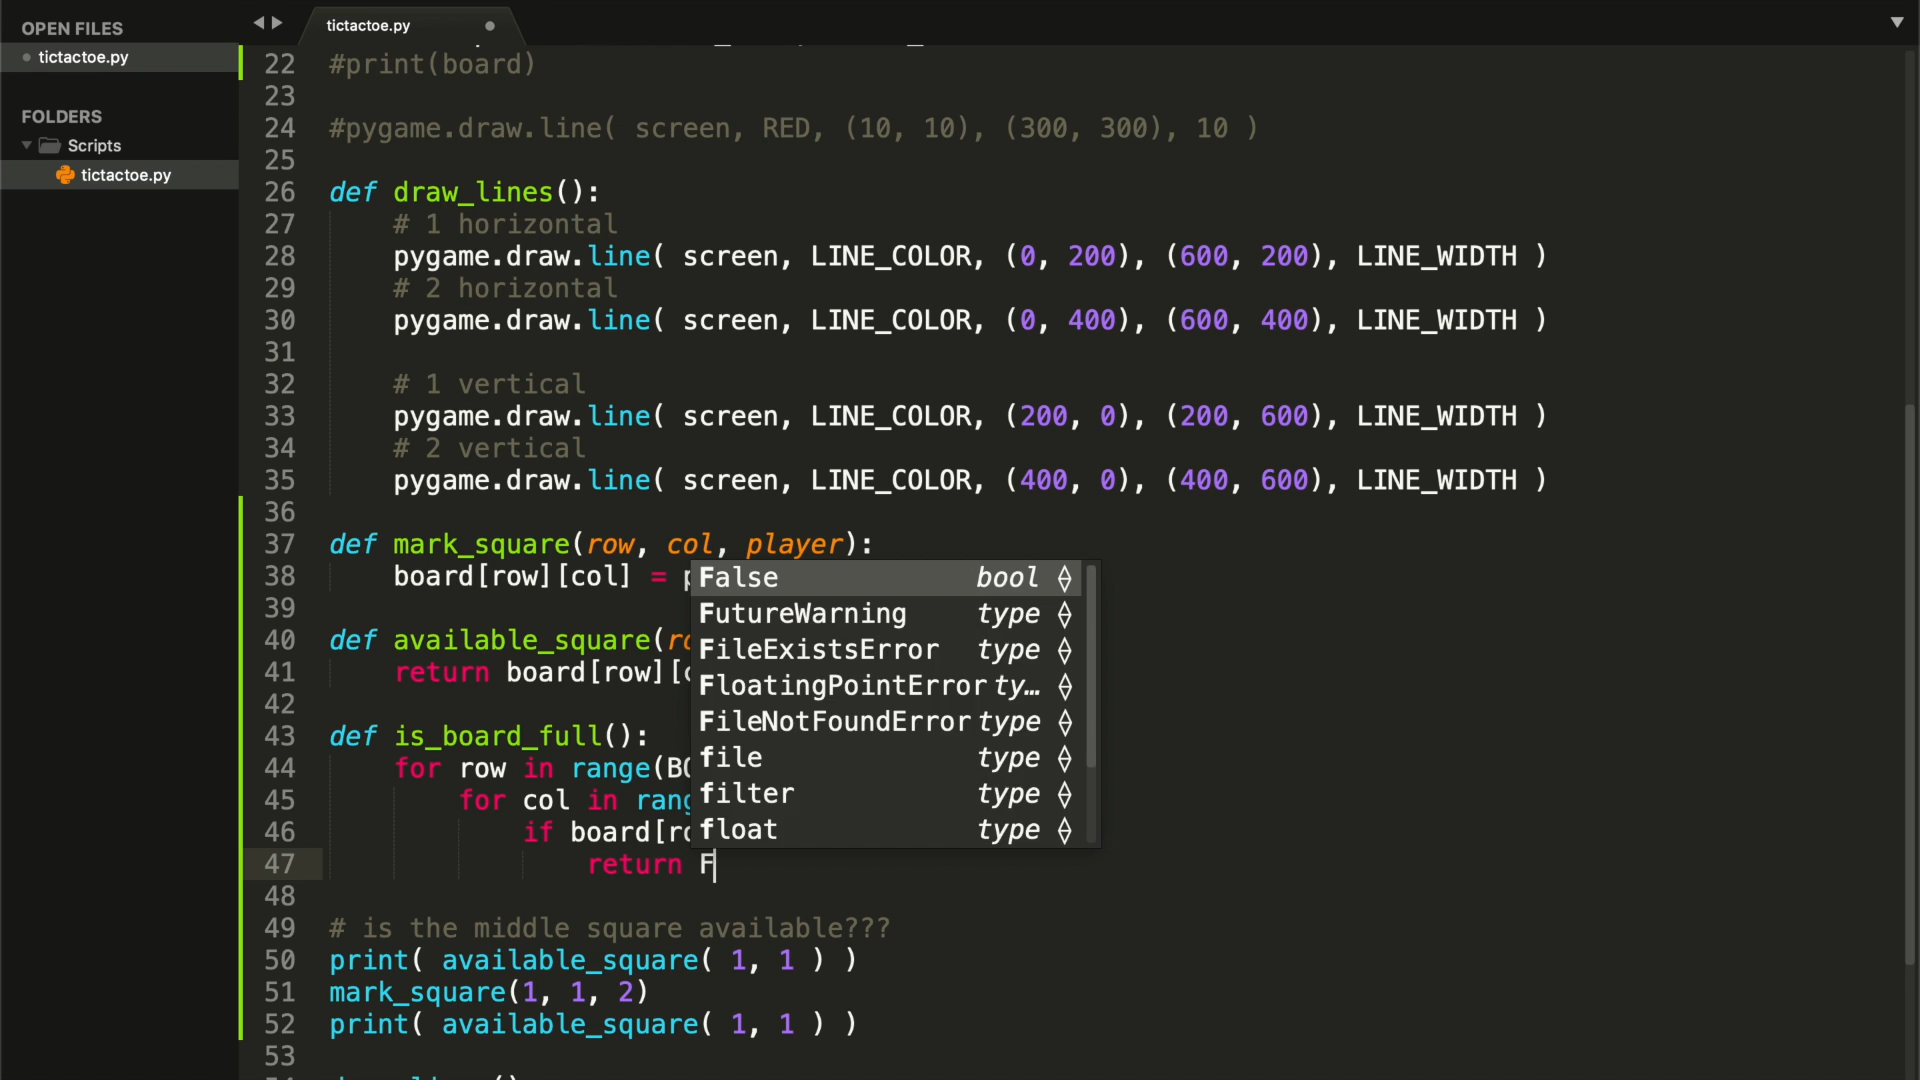 OPEN FILES
tictactoe.py
FOLDERS
Scripts
tictactoe.py
tictactoe.py
22 #print(board)
23
24 #pygame.draw.line( screen, RED, (10, 10), (300, 300), 10 )
25
26 def draw_lines():
27 # 1 horizontal
28 pygame.draw.line( screen, LINE_COLOR, (0, 200), (600, 200), LINE_WIDTH )
29 # 2 horizontal
30 pygame.draw.line( screen, LINE_COLOR, (0, 400), (600, 400), LINE_WIDTH )
31
32 # 1 vertical
33 pygame.draw.line( screen, LINE_COLOR, (200, 0), (200, 600), LINE_WIDTH )
34 # 2 vertical
35 pygame.draw.line( screen, LINE_COLOR, (400, 0), (400, 600), LINE_WIDTH )
36
37 def mark_square(row, col, player):
38 board[row][col] =
39
40 def available_square(
41 return board[row][
42
43 def is_board_full():
44 for row in range(
45 for col in
46 if board[
47 return F
48
49 # is the middle square available???
50 print( available_square( 1, 1 ) )
51 mark_square(1, 1, 2)
52 print( available_square( 1, 1 ) )
53
False bool
FutureWarning type
FileExistsError type
FloatingPointError ty…
FileNotFoundError type
file type
filter type
float type